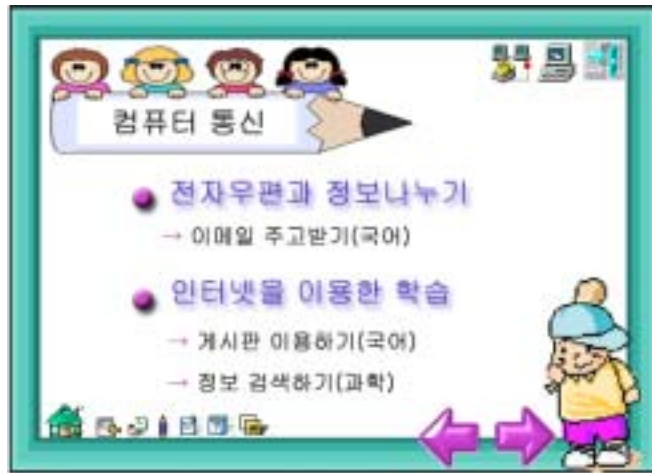 컴퓨터 통신
전자우편과 정보나누기
→ 이메일 주고받기(국어)
인터넷을 이용한 학습
→ 게시판 이용하기(국어)
→ 정보 검색하기(과학)